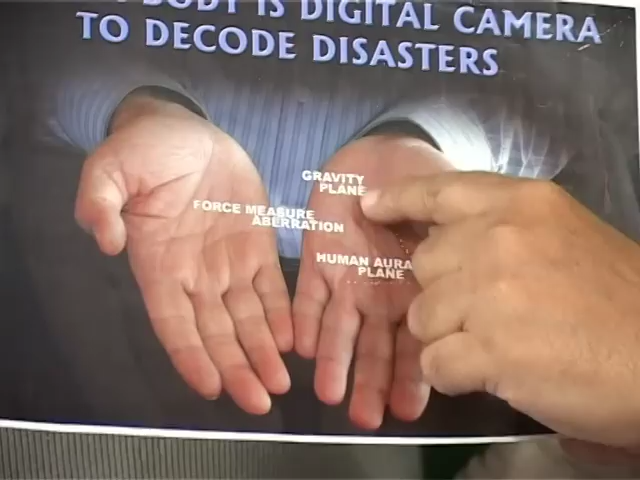 BODY IS DIGITAL CAMERA
TO DECODE DISASTERS
GRAVITY
PLANE
FORCE MEASURE
ABERRATION
HUMAN AURA
PLANE